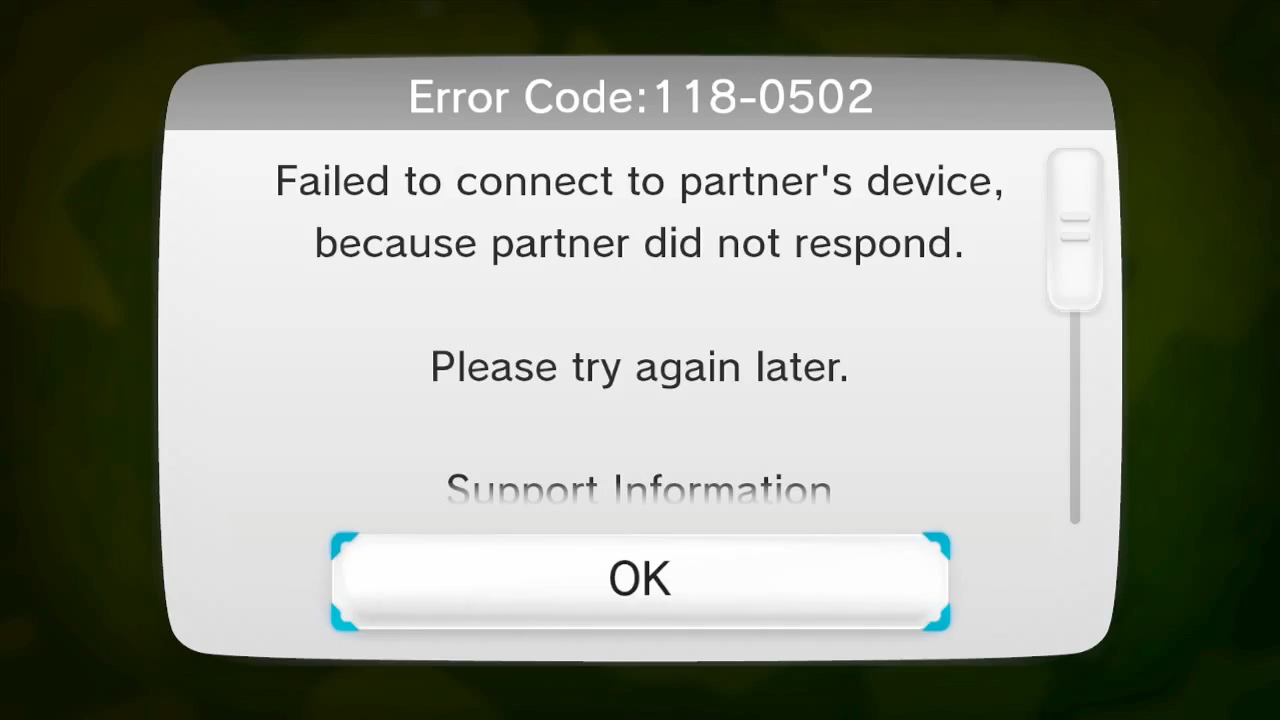 Error Code:118-0502
Failed to connect to partner's device,
because partner did not respond.
Please try again later.
Support Information
OK